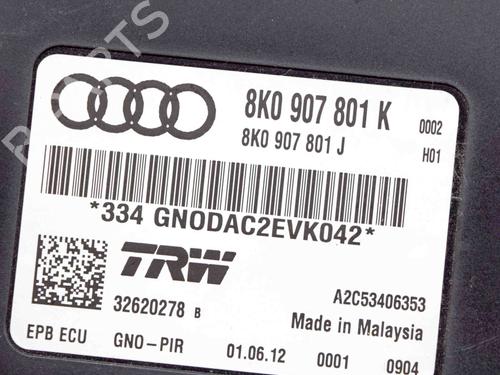 PARTS
8K0 907 801 K 0002
8K0 907 801 J H01
*334 GNODAC2EVK042*
TRW
32620278 B A2C53406353
Made in Malaysia
EPB ECU GNO-PIR 01.06.12 0001 0904